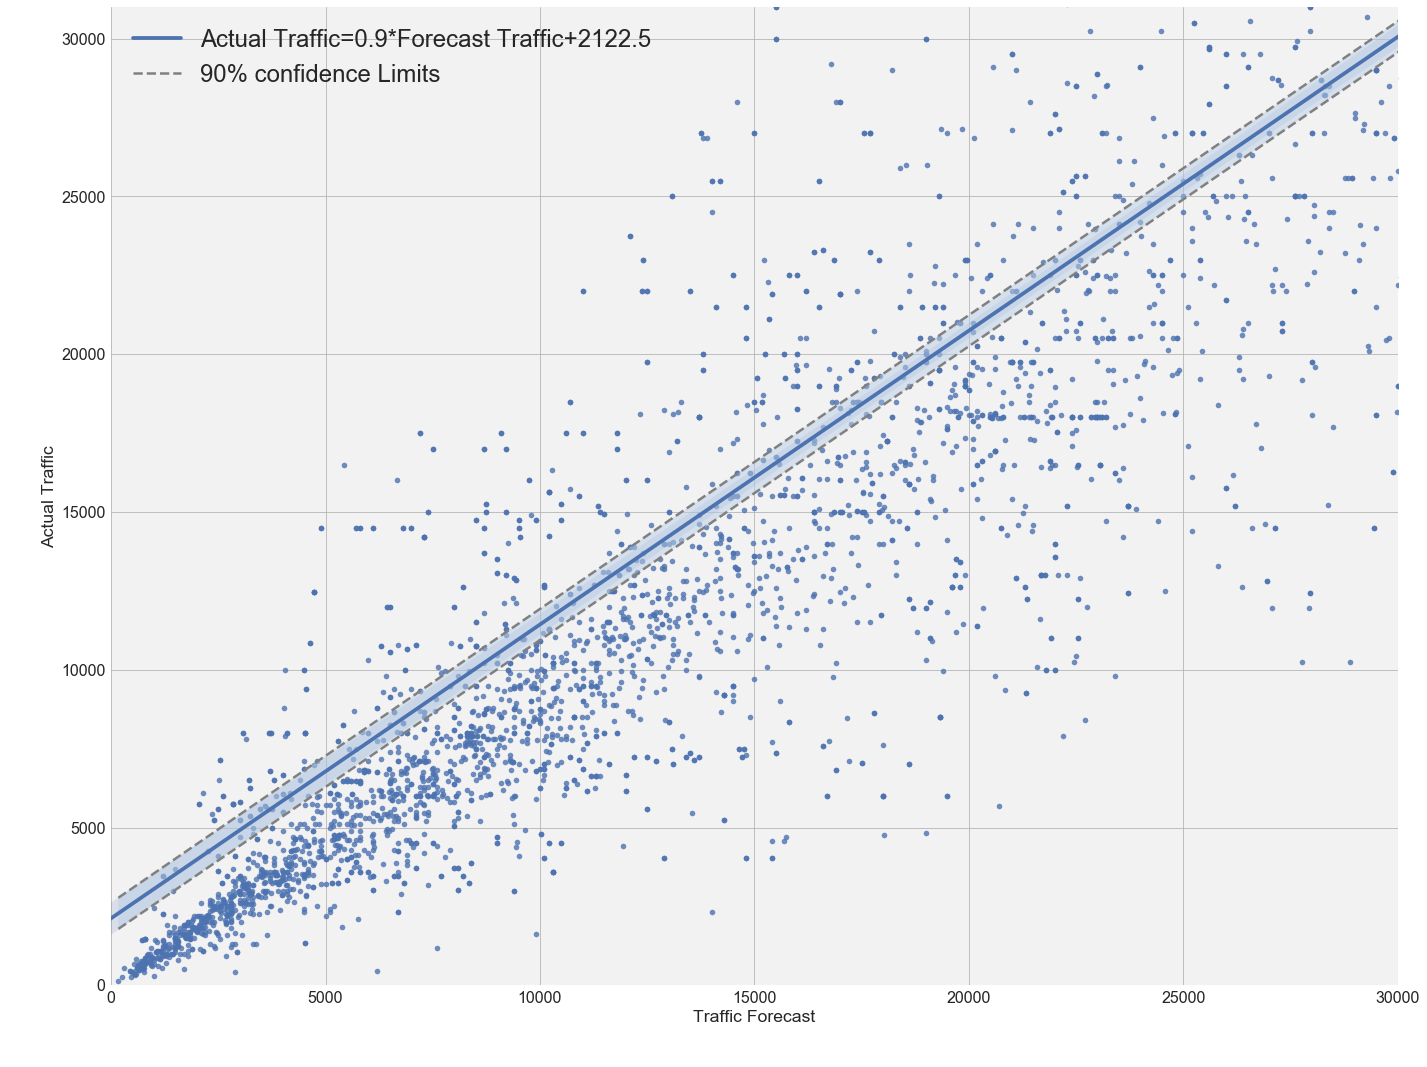 Actual Traffic=0.9*Forecast Traffic+2122.5
90% confidence Limits
30000
25000
20000
15000
10000
5000
0
Actual Traffic
0 5000 10000 15000 20000 25000 30000
Traffic Forecast